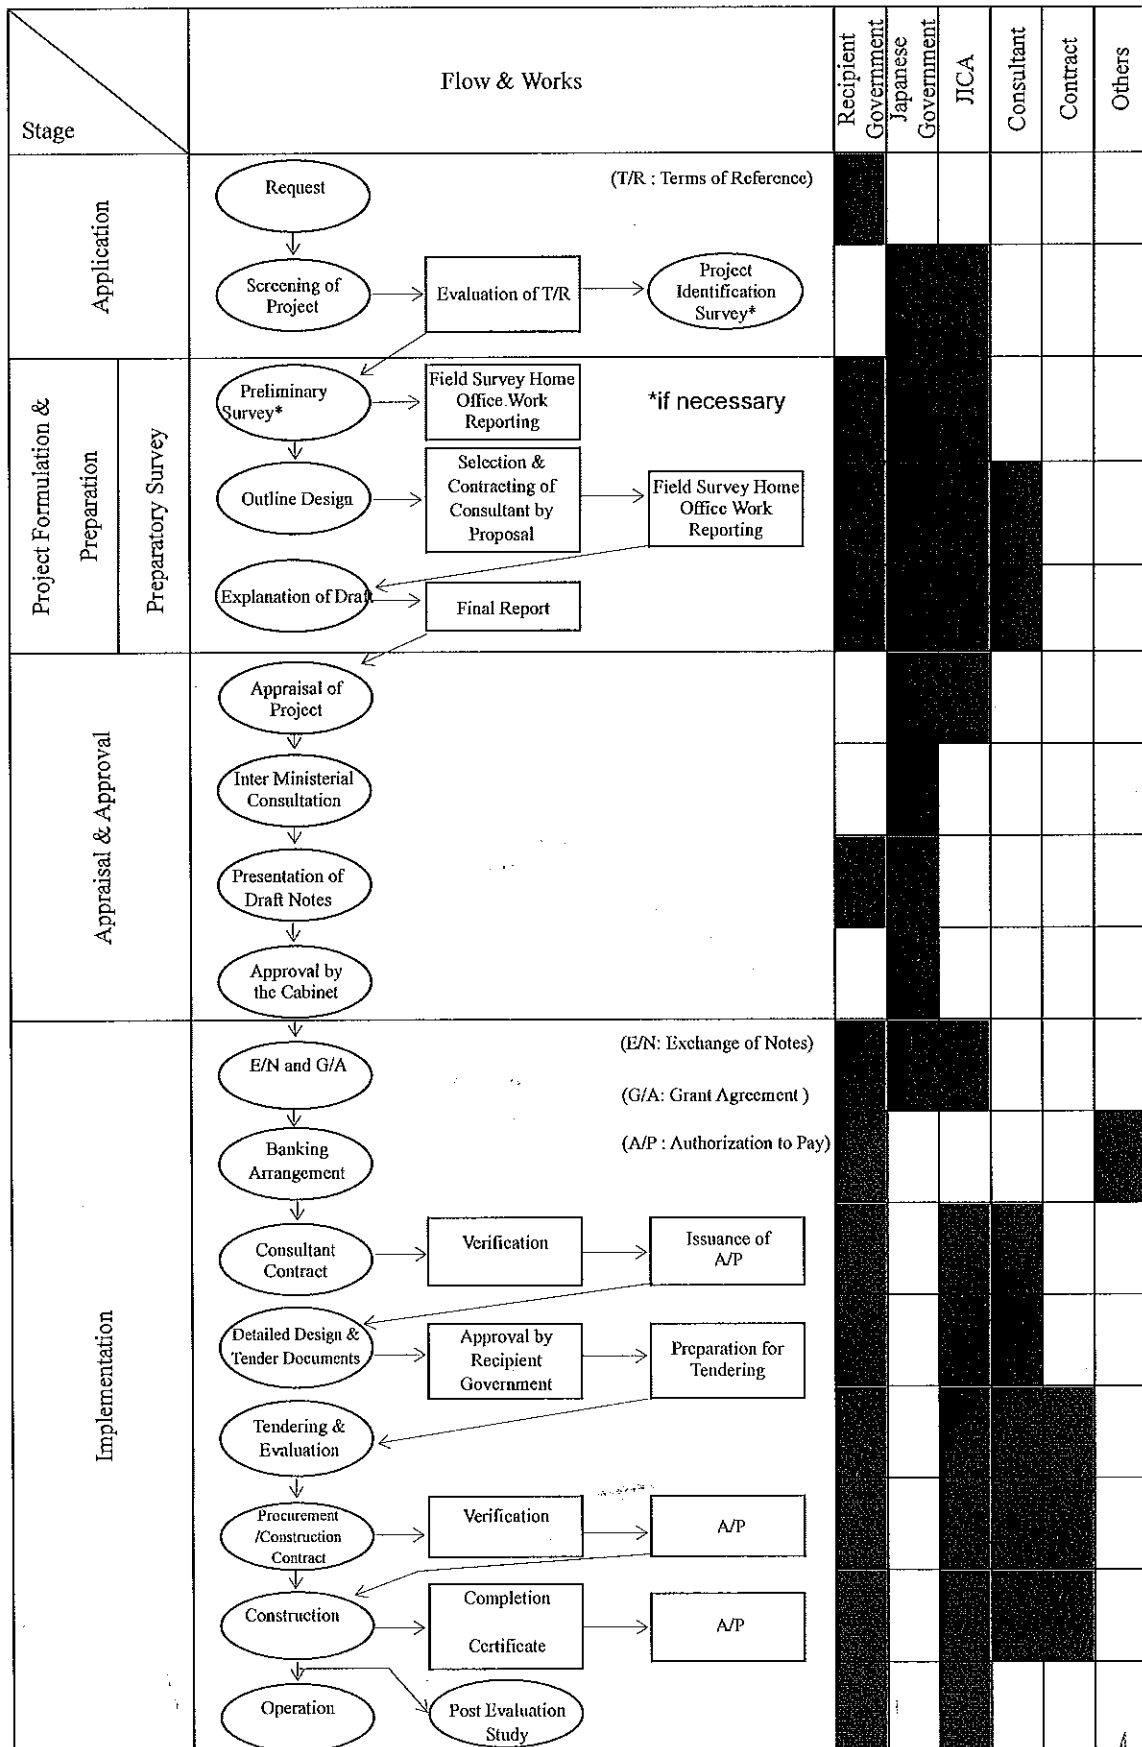 Stage
Flow & Works
Recipient
Government
Japanese
Government
JICA
Consultant
Contract
Others
Application
Request
(T/R : Terms of Reference)
Screening of
Project
Evaluation of T/R
Project
Identification
Survey*
Project Formulation &
Preparation
Preparatory Survey
Preliminary
Survey*
Field Survey Home
Office Work
Reporting
*if necessary
Outline Design
Selection &
Contracting of
Consultant by
Proposal
Field Survey Home
Office Work
Reporting
Explanation of Draft
Final Report
Appraisal & Approval
Appraisal of
Project
Inter Ministerial
Consultation
Presentation of
Draft Notes
Approval by
the Cabinet
Implementation
E/N and G/A
(E/N: Exchange of Notes)
(G/A: Grant Agreement )
(A/P : Authorization to Pay)
Banking
Arrangement
Consultant
Contract
Verification
Issuance of
A/P
Detailed Design &
Tender Documents
Approval by
Recipient
Government
Preparation for
Tendering
Tendering &
Evaluation
Procurement
/Construction
Contract
Verification
A/P
Construction
Completion
Certificate
A/P
Operation
Post Evaluation
Study